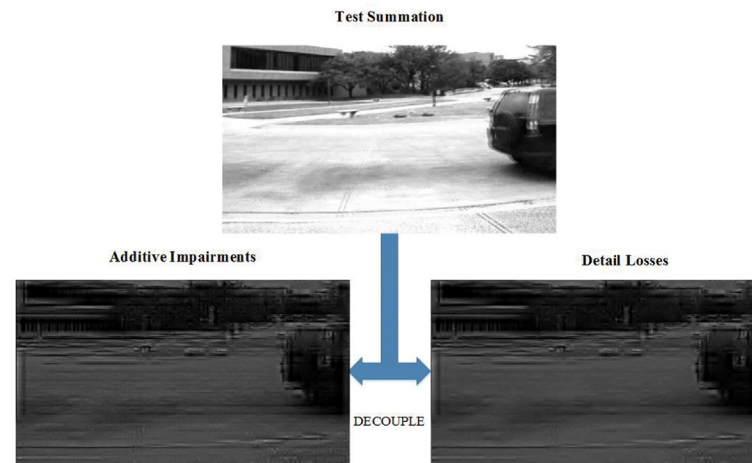 Test Summation
Additive Impairments
Detail Losses
DECOUPLE